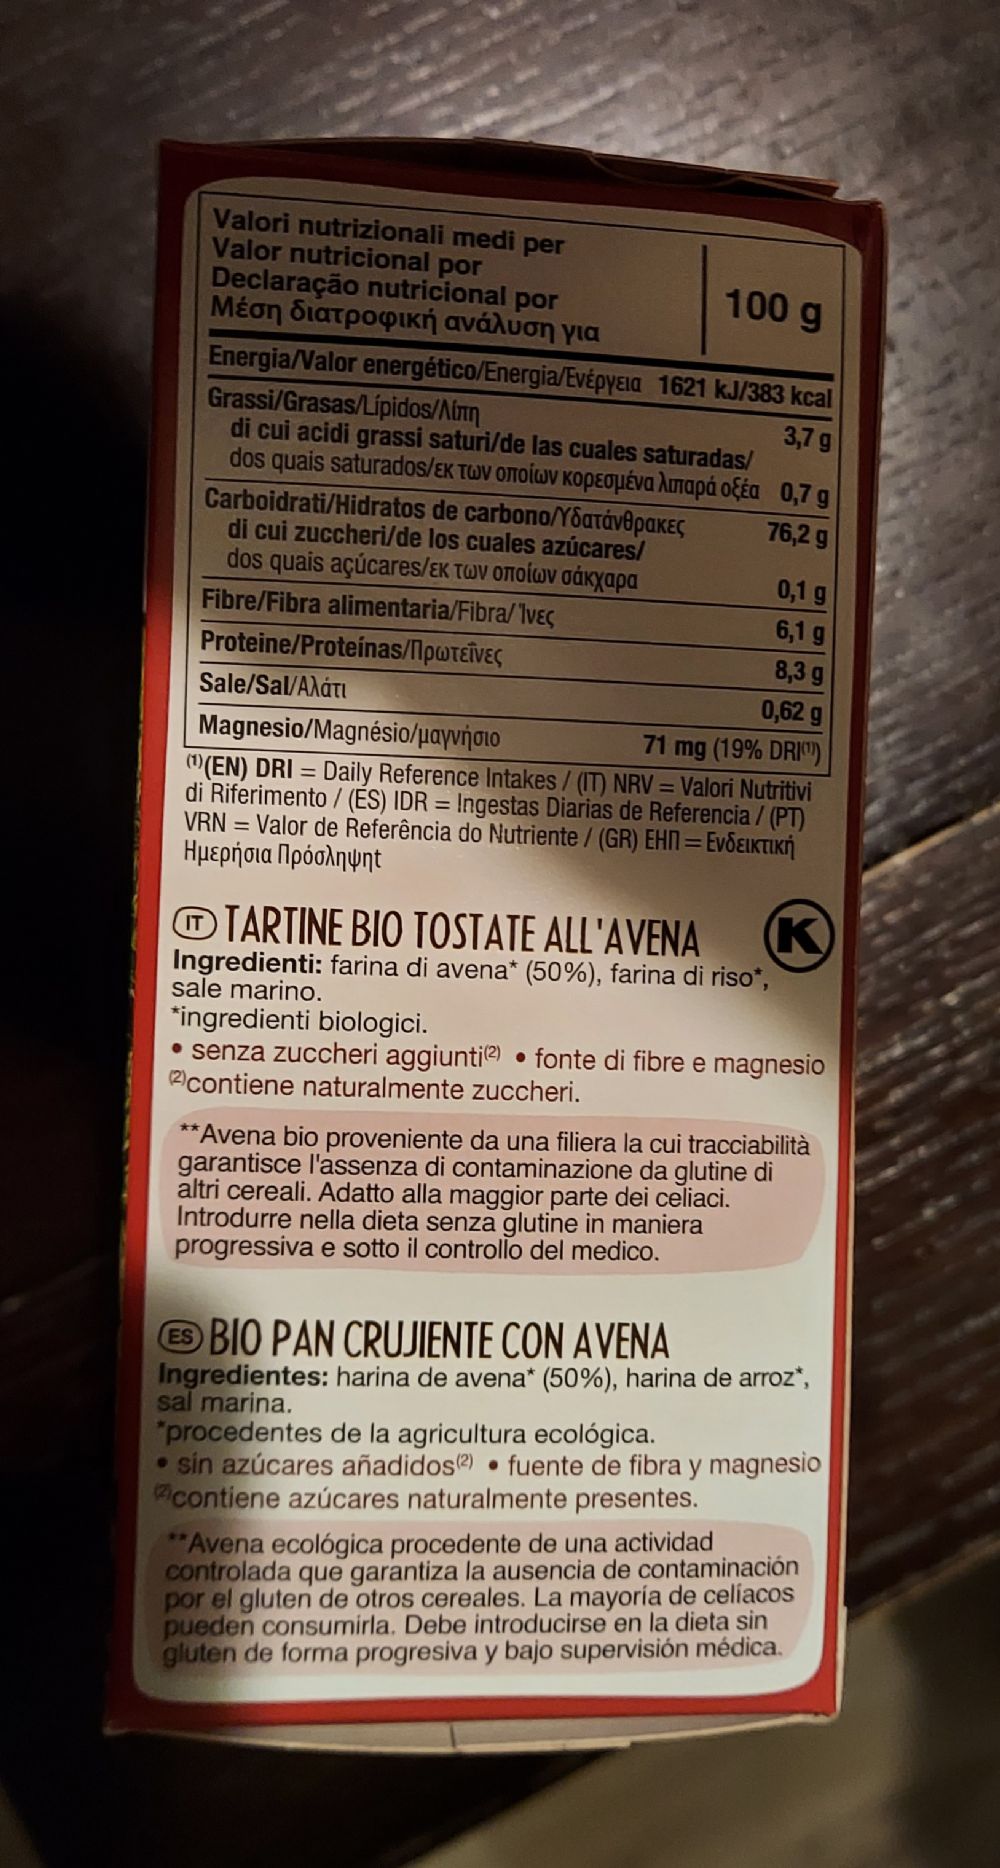 Valori nutrizionali medi per
Valor nutricional por
Declaração nutricional por
Μέση διατροφική ανάλυση για
100 g
Energia/Valor energético/Energia/Ενέργεια 1621 kJ/383 kcal
Grassi/Grasas/Lípidos/Λίπη 3,7 g
di cui acidi grassi saturi/de las cuales saturadas/
dos quais saturados/εκ των οποίων κορεσμένα λιπαρά οξέα 0,7 g
Carboidrati/Hidratos de carbono/Υδατάνθρακες 76,2 g
di cui zuccheri/de los cuales azúcares/
dos quais açúcares/εκ των οποίων σάκχαρα 0,1 g
Fibre/Fibra alimentaria/Fibra/Ίνες 6,1 g
Proteine/Proteínas/Πρωτεΐνες 8,3 g
Sale/Sal/Αλάτι 0,62 g
Magnesio/Magnésio/μαγνήσιο 71 mg (19% DRI⁽¹⁾)
⁽¹⁾(EN) DRI = Daily Reference Intakes / (IT) NRV = Valori Nutritivi
di Riferimento / (ES) IDR = Ingestas Diarias de Referencia / (PT)
VRN = Valor de Referência do Nutriente / (GR) ΕΗΠ = Ενδεικτική
Ημερήσια Πρόσληψητ
IT TARTINE BIO TOSTATE ALL'AVENA
K
Ingredienti: farina di avena* (50%), farina di riso*,
sale marino.
*ingredienti biologici.
• senza zuccheri aggiunti⁽²⁾ • fonte di fibre e magnesio
⁽²⁾contiene naturalmente zuccheri.
**Avena bio proveniente da una filiera la cui tracciabilità
garantisce l'assenza di contaminazione da glutine di
altri cereali. Adatto alla maggior parte dei celiaci.
Introdurre nella dieta senza glutine in maniera
progressiva e sotto il controllo del medico.
ES BIO PAN CRUJIENTE CON AVENA
Ingredientes: harina de avena* (50%), harina de arroz*,
sal marina.
*procedentes de la agricultura ecológica.
• sin azúcares añadidos⁽²⁾ • fuente de fibra y magnesio
⁽²⁾contiene azúcares naturalmente presentes.
**Avena ecológica procedente de una actividad
controlada que garantiza la ausencia de contaminación
por el gluten de otros cereales. La mayoría de celíacos
pueden consumirla. Debe introducirse en la dieta sin
gluten de forma progresiva y bajo supervisión médica.